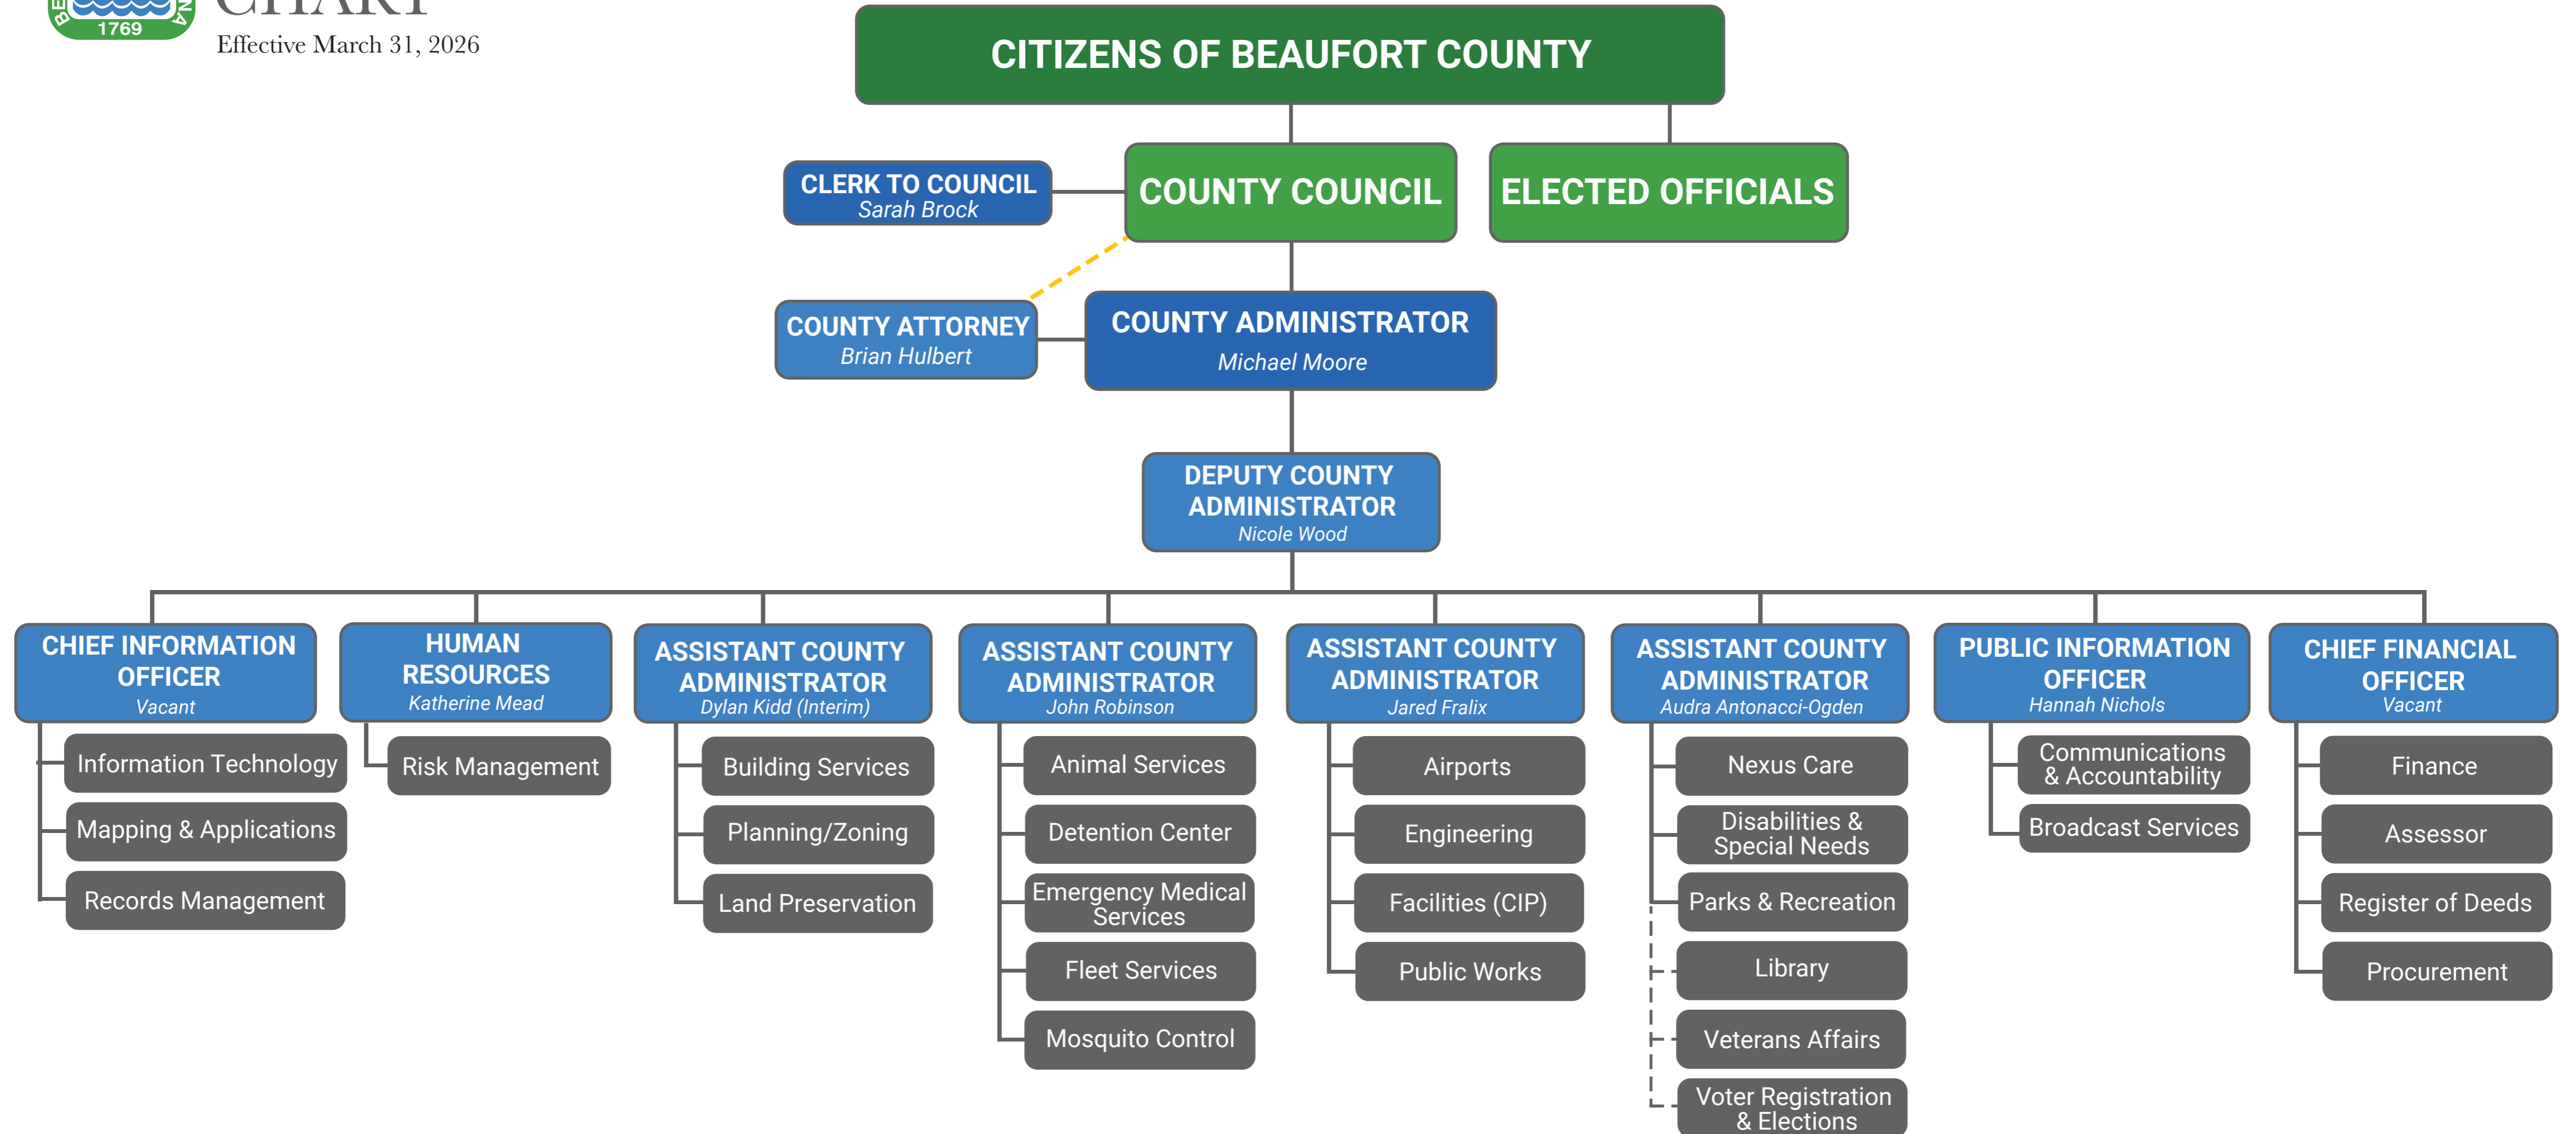 CHART
1769
Effective March 31, 2026
CITIZENS OF BEAUFORT COUNTY
CLERK TO COUNCIL
Sarah Brock
COUNTY COUNCIL
ELECTED OFFICIALS
COUNTY ATTORNEY
Brian Hulbert
COUNTY ADMINISTRATOR
Michael Moore
DEPUTY COUNTY
ADMINISTRATOR
Nicole Wood
CHIEF INFORMATION
OFFICER
Vacant
Information Technology
Mapping & Applications
Records Management
HUMAN
RESOURCES
Katherine Mead
Risk Management
ASSISTANT COUNTY
ADMINISTRATOR
Dylan Kidd (Interim)
Building Services
Planning/Zoning
Land Preservation
ASSISTANT COUNTY
ADMINISTRATOR
John Robinson
Animal Services
Detention Center
Emergency Medical
Services
Fleet Services
Mosquito Control
ASSISTANT COUNTY
ADMINISTRATOR
Jared Fralix
Airports
Engineering
Facilities (CIP)
Public Works
ASSISTANT COUNTY
ADMINISTRATOR
Audra Antonacci-Ogden
Nexus Care
Disabilities &
Special Needs
Parks & Recreation
Library
Veterans Affairs
Voter Registration
& Elections
PUBLIC INFORMATION
OFFICER
Hannah Nichols
Communications
& Accountability
Broadcast Services
CHIEF FINANCIAL
OFFICER
Vacant
Finance
Assessor
Register of Deeds
Procurement